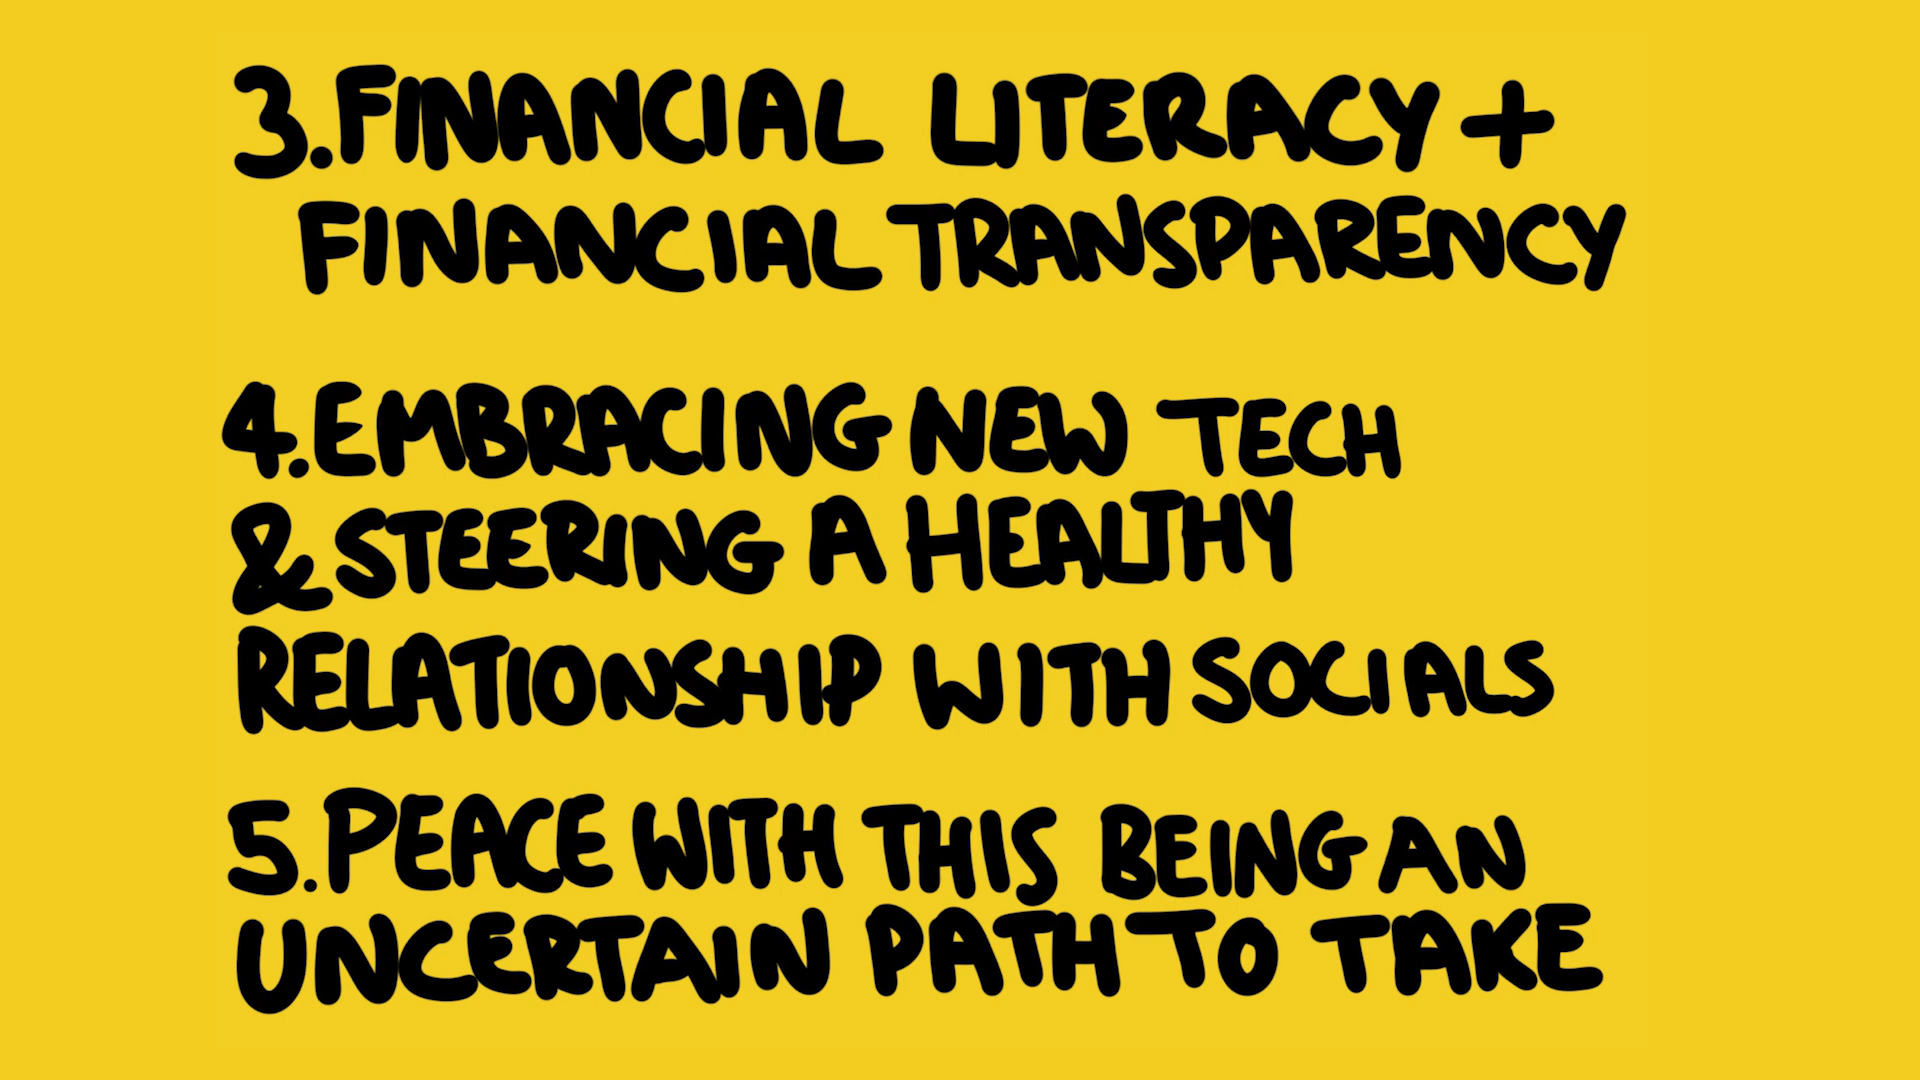 3. FINANCIAL LITERACY +
FINANCIAL TRANSPARENCY
4. EMBRACING NEW TECH
& STEERING A HEALTHY
RELATIONSHIP WITH SOCIALS
5. PEACE WITH THIS BEING AN
UNCERTAIN PATH TO TAKE